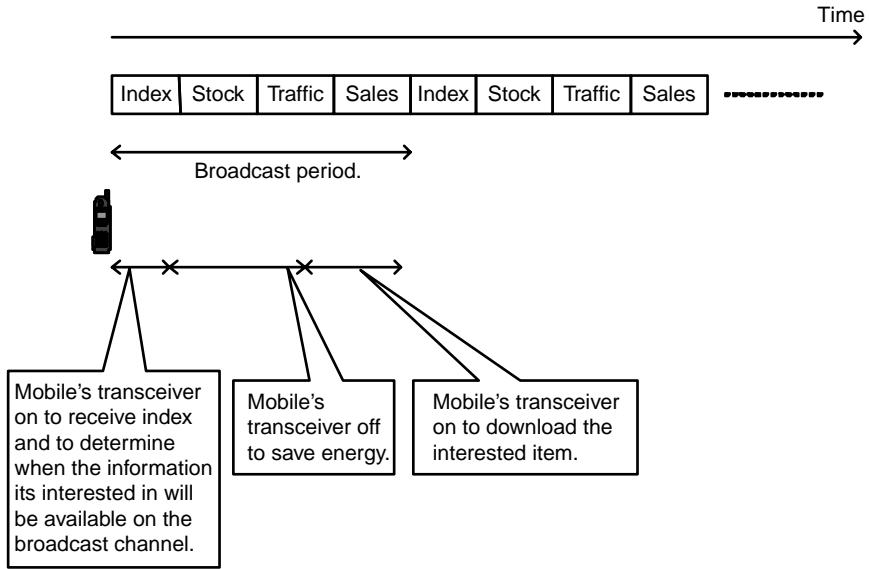 Time
Index Stock Traffic Sales Index Stock Traffic Sales
Broadcast period.
Mobile’s transceiver
on to receive index
and to determine
when the information
its interested in will
be available on the
broadcast channel.
Mobile’s
transceiver off
to save energy.
Mobile’s transceiver
on to download the
interested item.